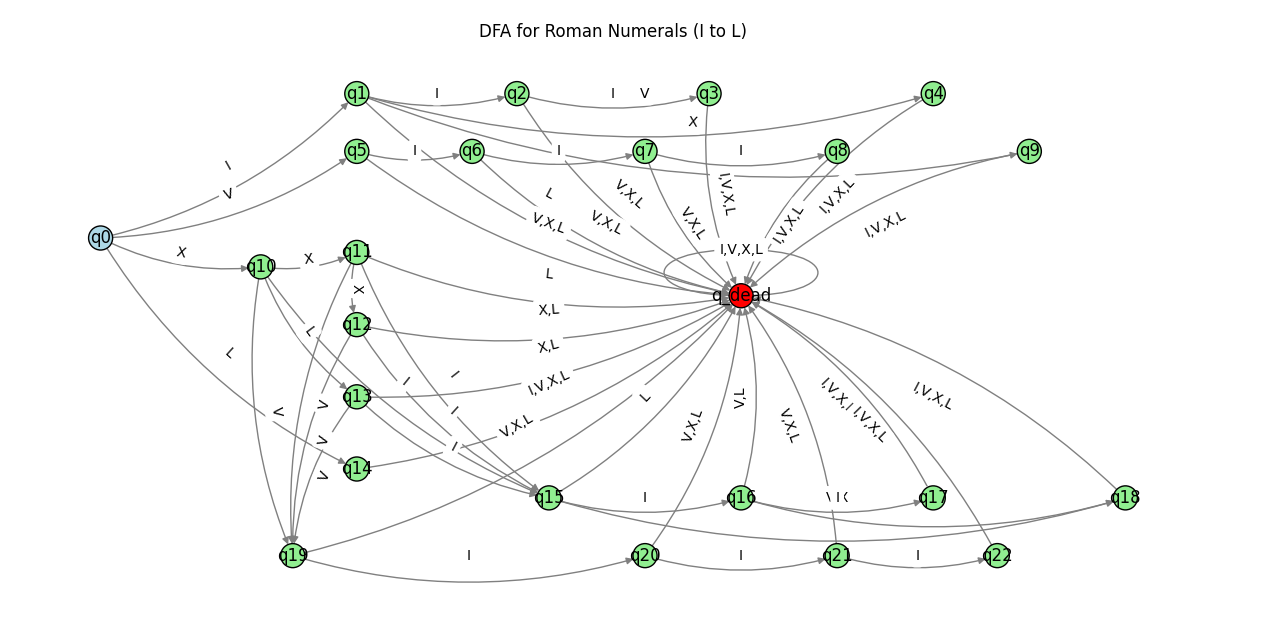 DFA for Roman Numerals (I to L)
q1
I
q2
I
V
q3
q4
X
q5
I
q6
I
q7
I
q8
q9
I
V
L
V,X,L
I,V,X,L
I,V,X,L
V,X,L
V,X,L
V,X,L
I,V,X,L
I,V,X,L
q0
X
q10
X
q11
I,V,X,L
L
X
q_dead
L
X,L
q12
L
X,L
I
I
I,V,X,L
q13
V
I
V
I,V,X,L
V,L
L
I,V,X,L
V,X,L
V,X,L
V,X,L
V
I
q14
V
q15
I
q16
I
q17
q18
q19
I
q20
I
q21
I
q22